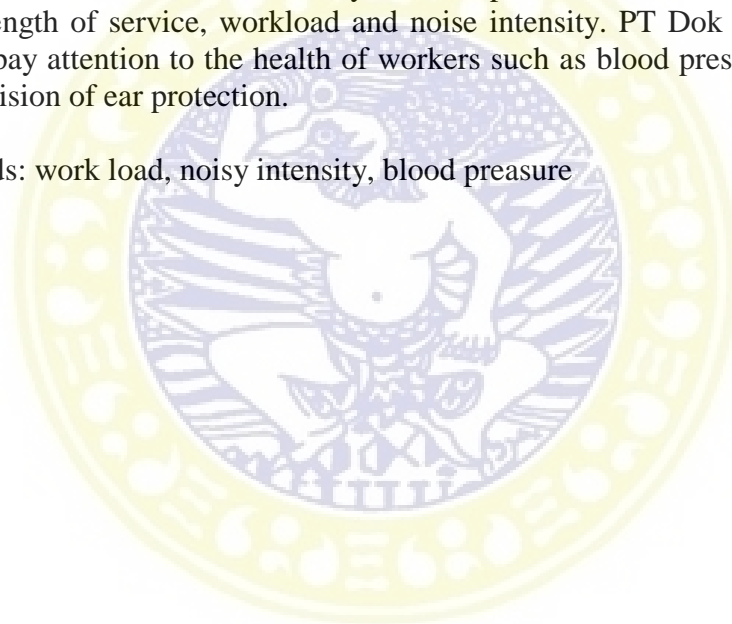 ength of service, workload and noise intensity. PT Dok
pay attention to the health of workers such as blood pres
ision of ear protection.
ds: work load, noisy intensity, blood preasure